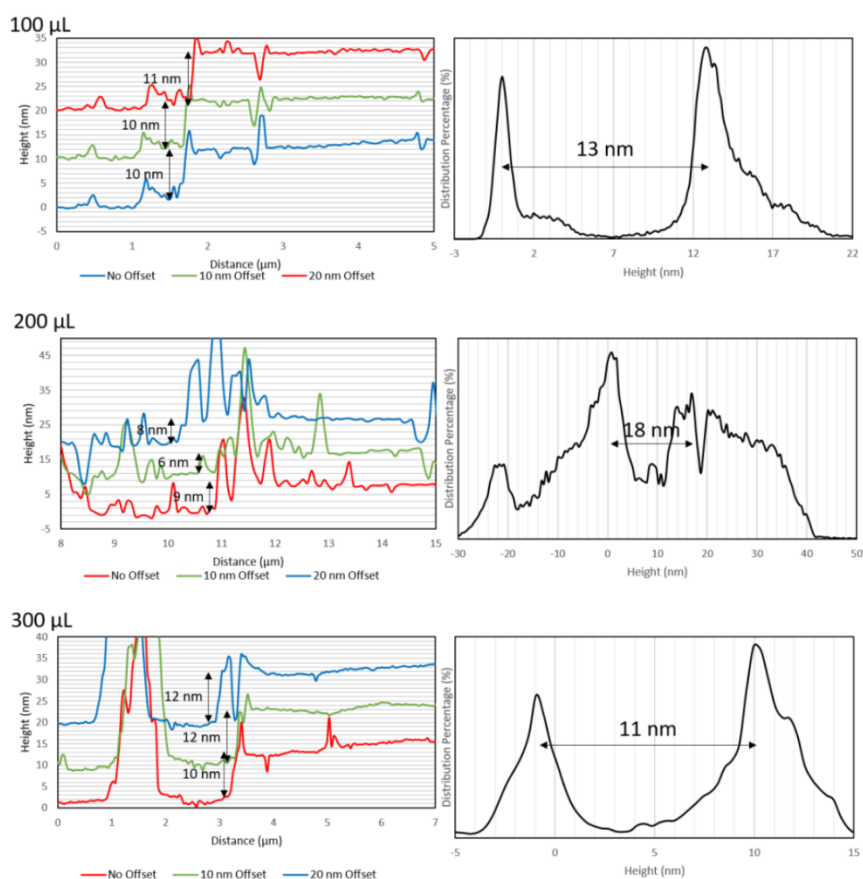 100 µL
35
30
25
20
15
10
5
0
-5
Height (nm)
11 nm
10 nm
10 nm
0 1 2 3 4 5
Distance (µm)
No Offset 10 nm Offset 20 nm Offset
Distribution Percentage (%)
13 nm
-3 2 7 12 17 22
Height (nm)
200 µL
45
35
25
15
5
-5
Height (nm)
8 nm
6 nm
9 nm
8 9 10 11 12 13 14 15
Distance (µm)
No Offset 10 nm Offset 20 nm Offset
Distribution Percentage (%)
18 nm
-30 -20 -10 0 10 20 30 40 50
Height (nm)
300 µL
40
35
30
25
20
15
10
5
0
Height (nm)
12 nm
12 nm
10 nm
0 1 2 3 4 5 6 7
Distance (µm)
No Offset 10 nm Offset 20 nm Offset
Distribution Percentage (%)
11 nm
-5 0 5 10 15
Height (nm)